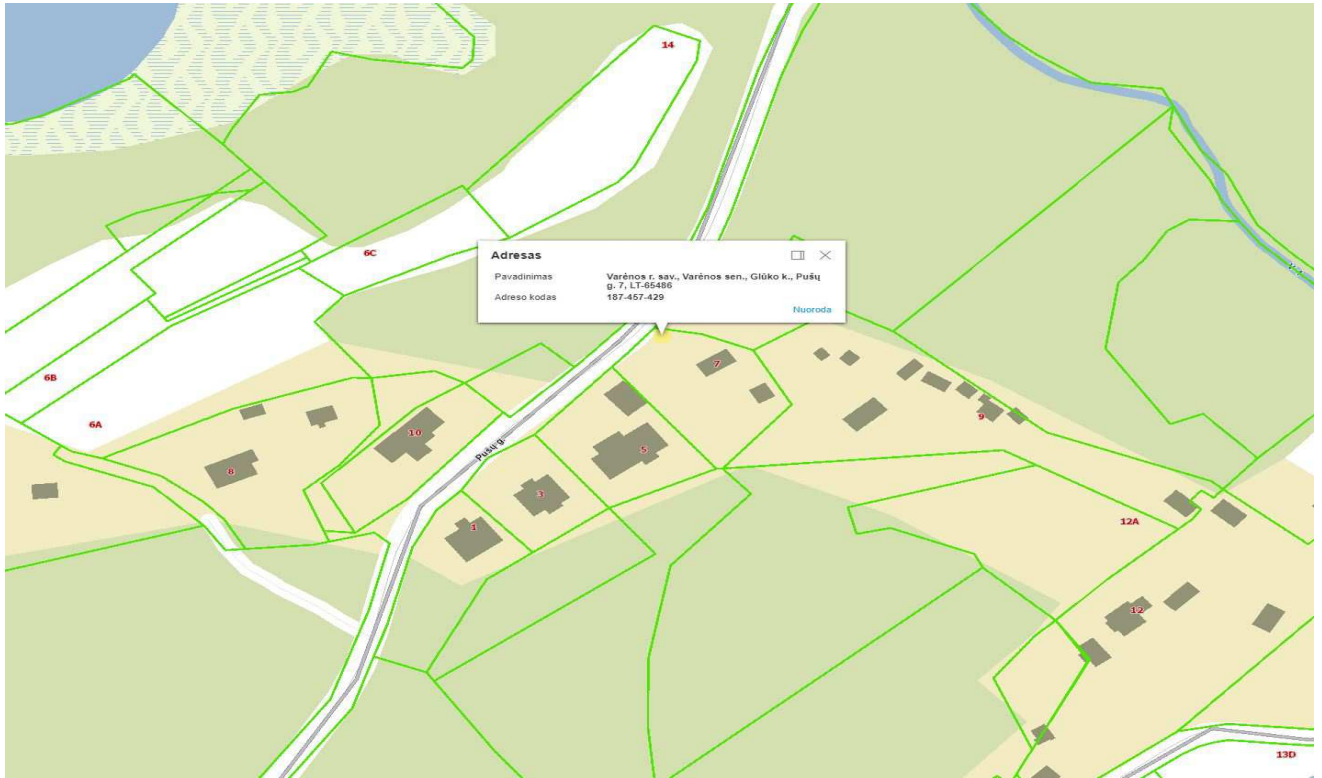 14
6C
Adresas
Pavadinimas Varėnos r. sav., Varėnos sen., Glūko k., Pušų
g. 7, LT-65486
Adreso kodas 187-457-429
Nuoroda
7
6B
6A
9
10
Pušų g.
5
8
3
1
12A
12
13D